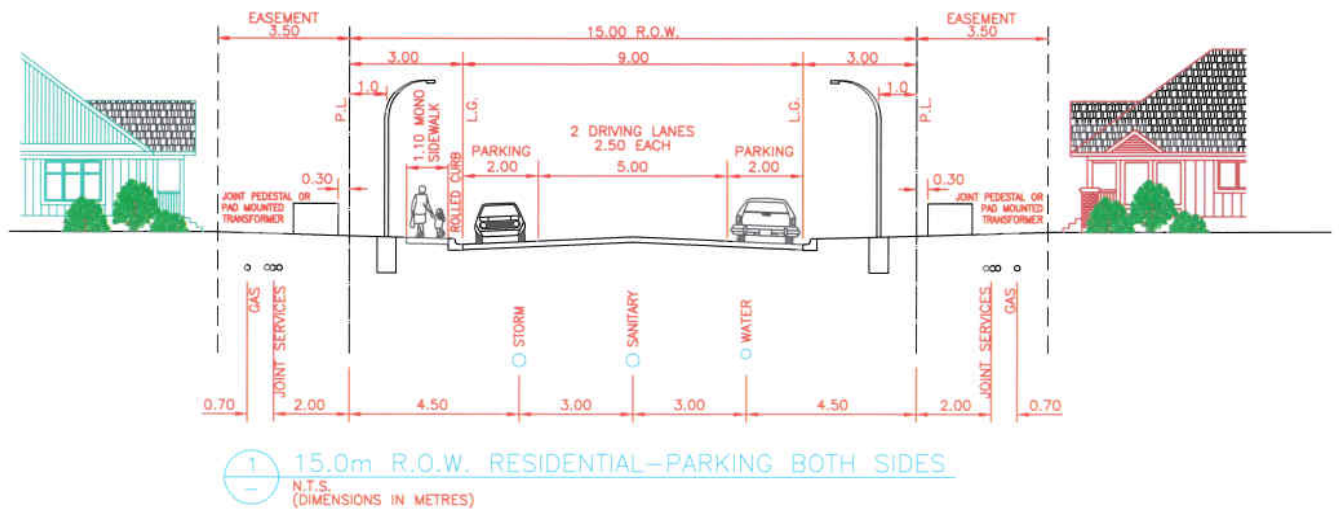 EASEMENT
3.50
15.00 R.O.W.
EASEMENT
3.50
3.00
9.00
3.00
1.0
1.0
P.L.
1.10 MONO
SIDEWALK
L.G.
L.G.
P.L.
2 DRIVING LANES
2.50 EACH
PARKING
2.00
5.00
PARKING
2.00
ROLLED CURB
0.30
JOINT PEDESTAL OR
PAD MOUNTED
TRANSFORMER
0.30
JOINT PEDESTAL OR
PAD MOUNTED
TRANSFORMER
GAS
JOINT SERVICES
STORM
SANITARY
WATER
JOINT SERVICES
GAS
0.70
2.00
4.50
3.00
3.00
4.50
2.00
0.70
1
15.0m R.O.W. RESIDENTIAL-PARKING BOTH SIDES
N.T.S.
(DIMENSIONS IN METRES)